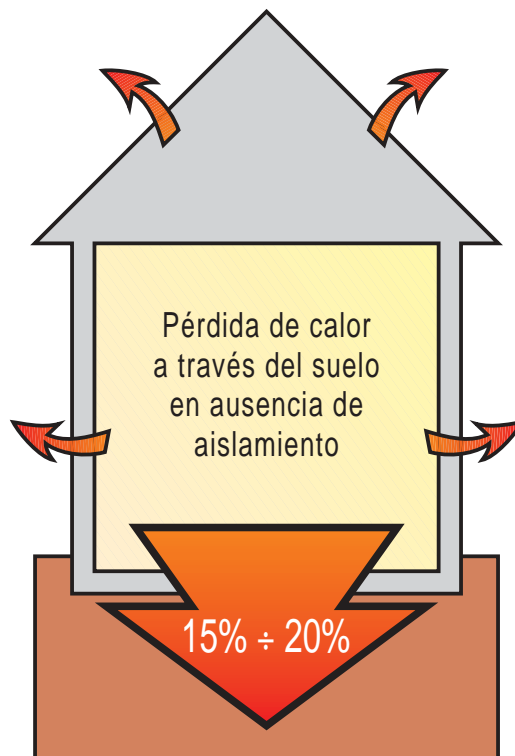 Pérdida de calor
a través del suelo
en ausencia de
aislamiento
15% ÷ 20%